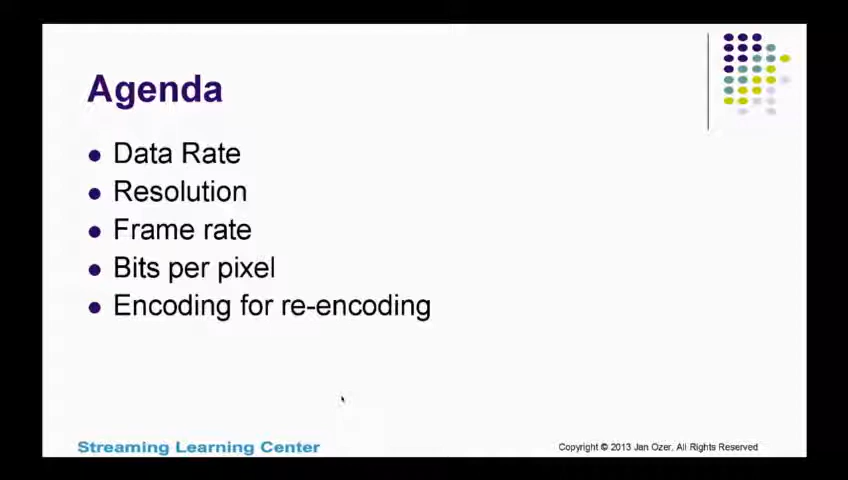 Agenda
Data Rate
Resolution
Frame rate
Bits per pixel
Encoding for re-encoding
Streaming Learning Center
Copyright © 2013 Jan Ozer, All Rights Reserved